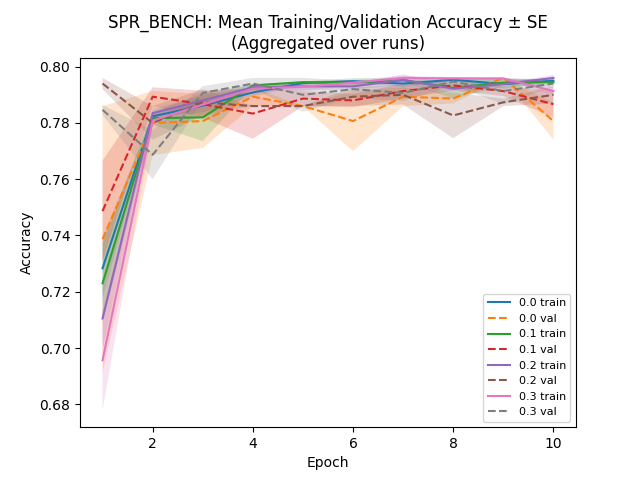 SPR_BENCH: Mean Training/Validation Accuracy ± SE
(Aggregated over runs)
Accuracy
0.80
0.78
0.76
0.74
0.72
0.70
0.68
0.0 train
0.0 val
0.1 train
0.1 val
0.2 train
0.2 val
0.3 train
0.3 val
2
4
6
8
10
Epoch